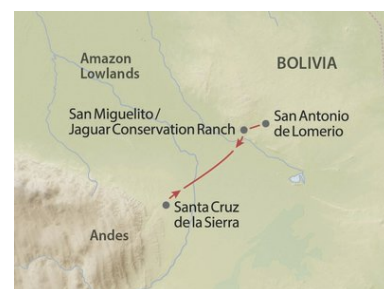 Amazon
Lowlands
BOLIVIA
San Miguelito /
Jaguar Conservation Ranch
San Antonio
de Lomerio
Santa Cruz
de la Sierra
Andes